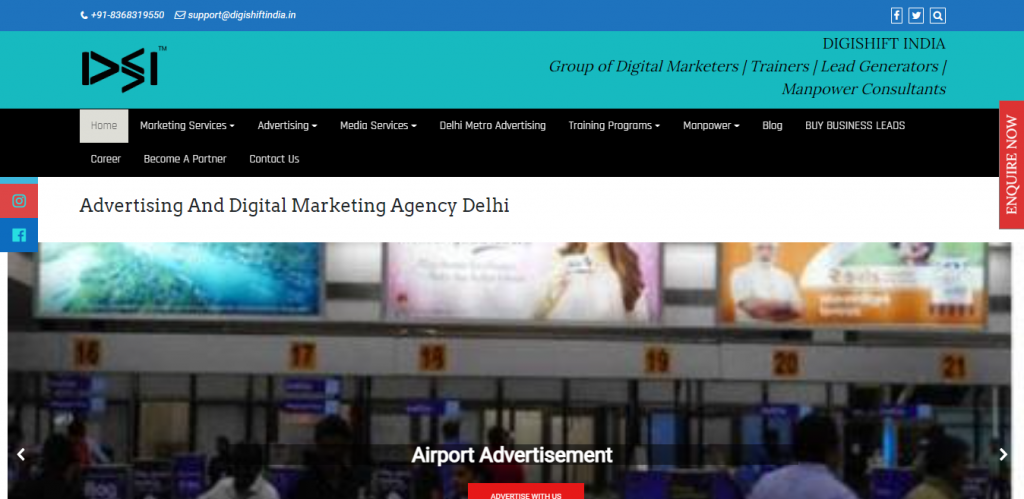 +91-8368319550 support@digishiftindia.in
DSI TM
DIGISHIFT INDIA
Group of Digital Marketers | Trainers | Lead Generators |
Manpower Consultants
Home Marketing Services Advertising Media Services Delhi Metro Advertising Training Programs Manpower Blog BUY BUSINESS LEADS
Career Become A Partner Contact Us
ENQUIRE NOW
Advertising And Digital Marketing Agency Delhi
16 17 18 19 20 21
Airport Advertisement
ADVERTISE WITH US